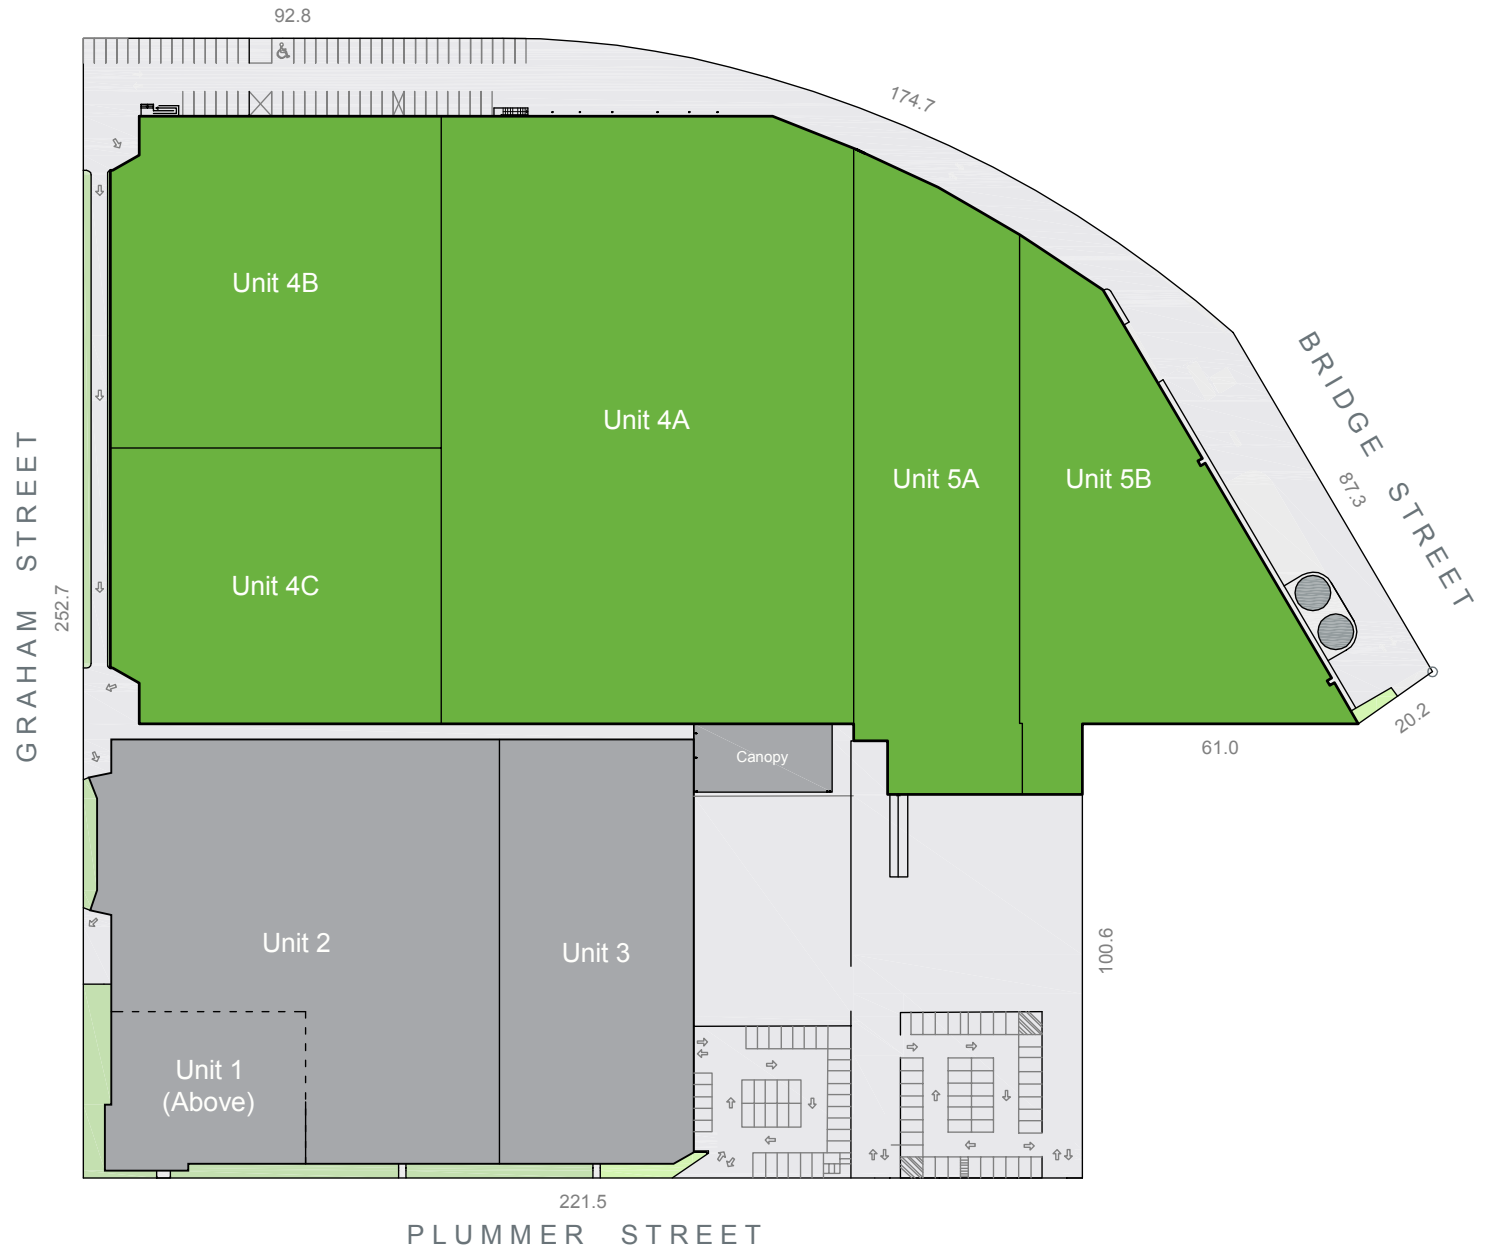 92.8
174.7
Unit 4B
Unit 4A
BRIDGE STREET
87.3
Unit 5A
Unit 5B
GRAHAM STREET
252.7
Unit 4C
20.2
61.0
Canopy
Unit 2
Unit 3
100.6
Unit 1
(Above)
221.5
PLUMMER STREET